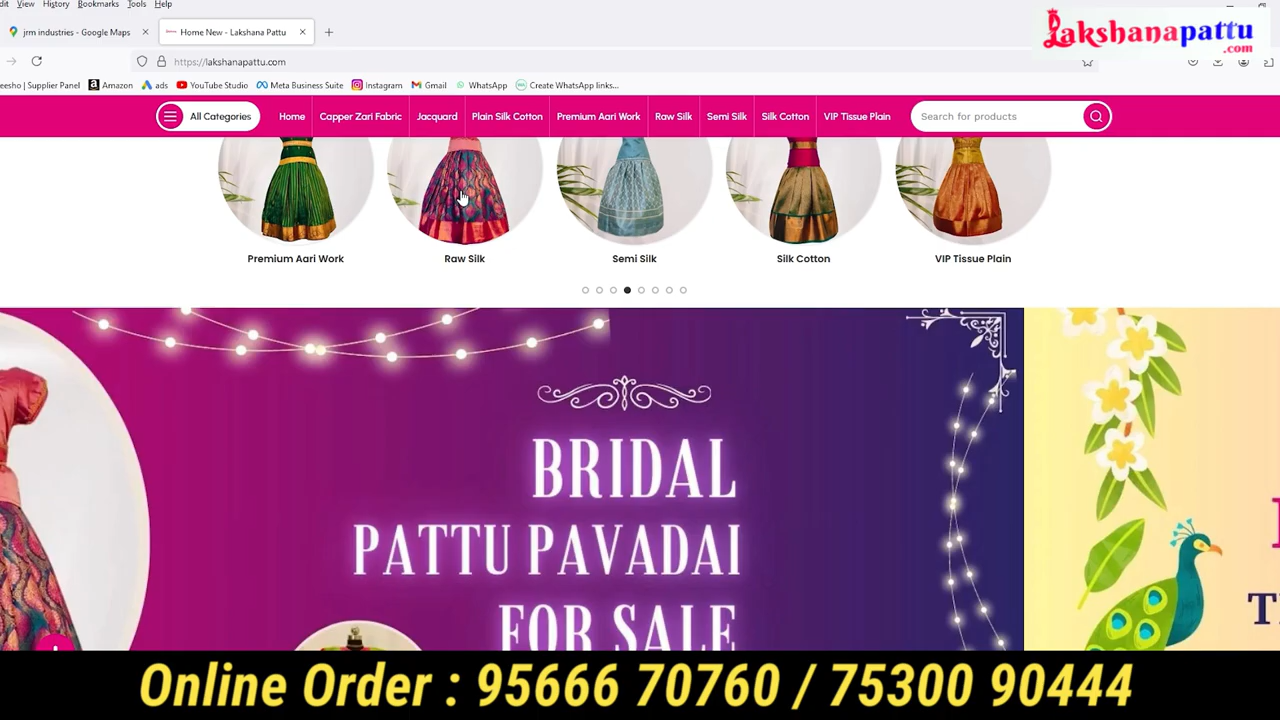 View History Bookmarks Tools Help
jrm industries - Google Maps
Home New - Lakshana Pattu
Lakshanapattu
.com
https://lakshanapattu.com
eesho | Supplier Panel
Amazon
ads
YouTube Studio
Meta Business Suite
Instagram
Gmail
WhatsApp
Create WhatsApp links...
All Categories
Home
Capper Zari Fabric
Jacquard
Plain Silk Cotton
Premium Aari Work
Raw Silk
Semi Silk
Silk Cotton
VIP Tissue Plain
Search for products
Premium Aari Work
Raw Silk
Semi Silk
Silk Cotton
VIP Tissue Plain
BRIDAL
PATTU PAVADAI
FOR SALE
Online Order : 95666 70760 / 75300 90444